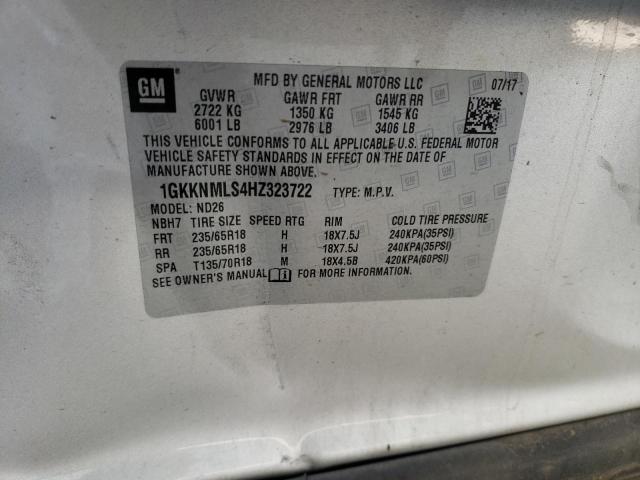 GM
MFD BY GENERAL MOTORS LLC 07/17
GVWR GAWR FRT GAWR RR
2722 KG 1350 KG 1545 KG
6001 LB 2976 LB 3406 LB
THIS VEHICLE CONFORMS TO ALL APPLICABLE U.S. FEDERAL MOTOR
VEHICLE SAFETY STANDARDS IN EFFECT ON THE DATE OF
MANUFACTURE SHOWN ABOVE.
1GKKNMLS4HZ323722 TYPE: M.P.V.
MODEL: ND26
NBH7 TIRE SIZE SPEED RTG RIM COLD TIRE PRESSURE
FRT 235/65R18 H 18X7.5J 240KPA(35PSI)
RR 235/65R18 H 18X7.5J 240KPA(35PSI)
SPA T135/70R18 M 18X4.5B 420KPA(60PSI)
SEE OWNER'S MANUAL FOR MORE INFORMATION.